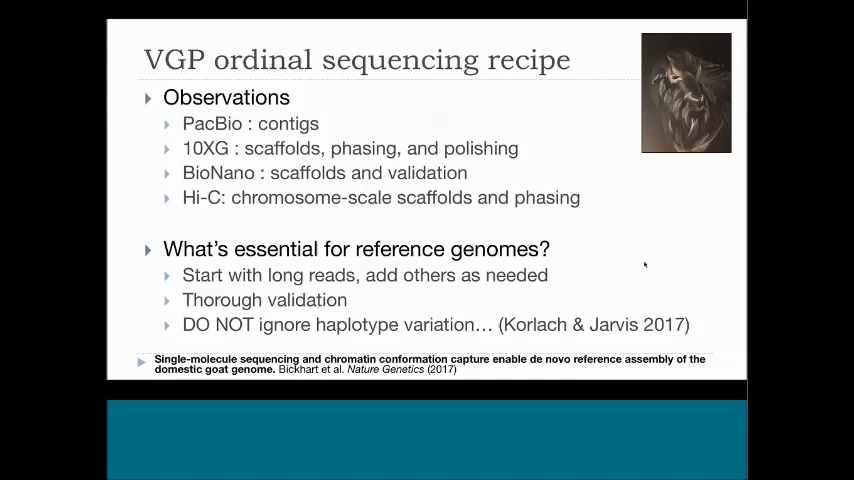 VGP ordinal sequencing recipe
Observations
PacBio : contigs
10XG : scaffolds, phasing, and polishing
BioNano : scaffolds and validation
Hi-C: chromosome-scale scaffolds and phasing
What's essential for reference genomes?
Start with long reads, add others as needed
Thorough validation
DO NOT ignore haplotype variation... (Korlach & Jarvis 2017)
Single-molecule sequencing and chromatin conformation capture enable de novo reference assembly of the
domestic goat genome. Bickhart et al. Nature Genetics (2017)